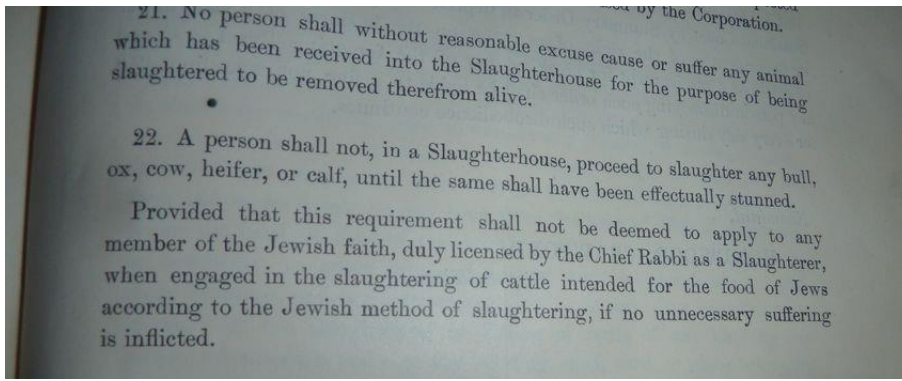 by the Corporation.
21. No person shall without reasonable excuse cause or suffer any animal
which has been received into the Slaughterhouse for the purpose of being
slaughtered to be removed therefrom alive.
22. A person shall not, in a Slaughterhouse, proceed to slaughter any bull,
ox, cow, heifer, or calf, until the same shall have been effectually stunned.
Provided that this requirement shall not be deemed to apply to any
member of the Jewish faith, duly licensed by the Chief Rabbi as a Slaughterer,
when engaged in the slaughtering of cattle intended for the food of Jews
according to the Jewish method of slaughtering, if no unnecessary suffering
is inflicted.